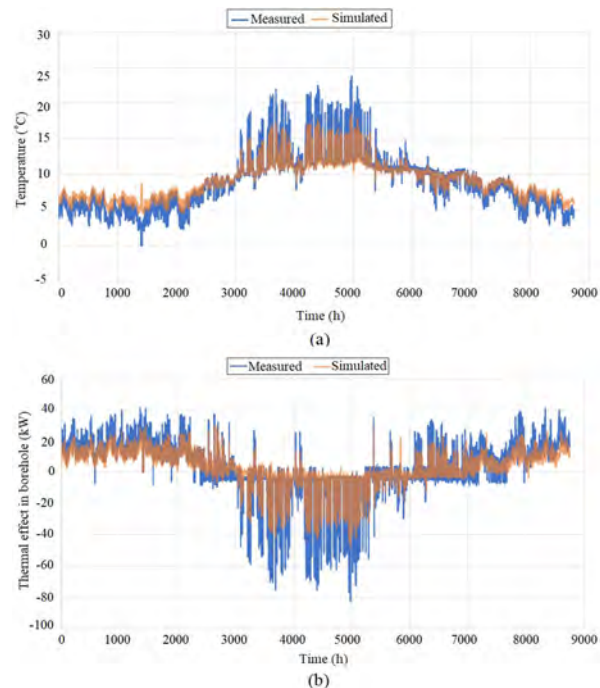 Measured Simulated
30
25
20
15
10
5
0
-5
Temperature (°C)
0 1000 2000 3000 4000 5000 6000 7000 8000 9000
Time (h)
(a)
Measured Simulated
60
40
20
0
-20
-40
-60
-80
-100
Thermal effect in borehole (kW)
0 1000 2000 3000 4000 5000 6000 7000 8000 9000
Time (h)
(b)